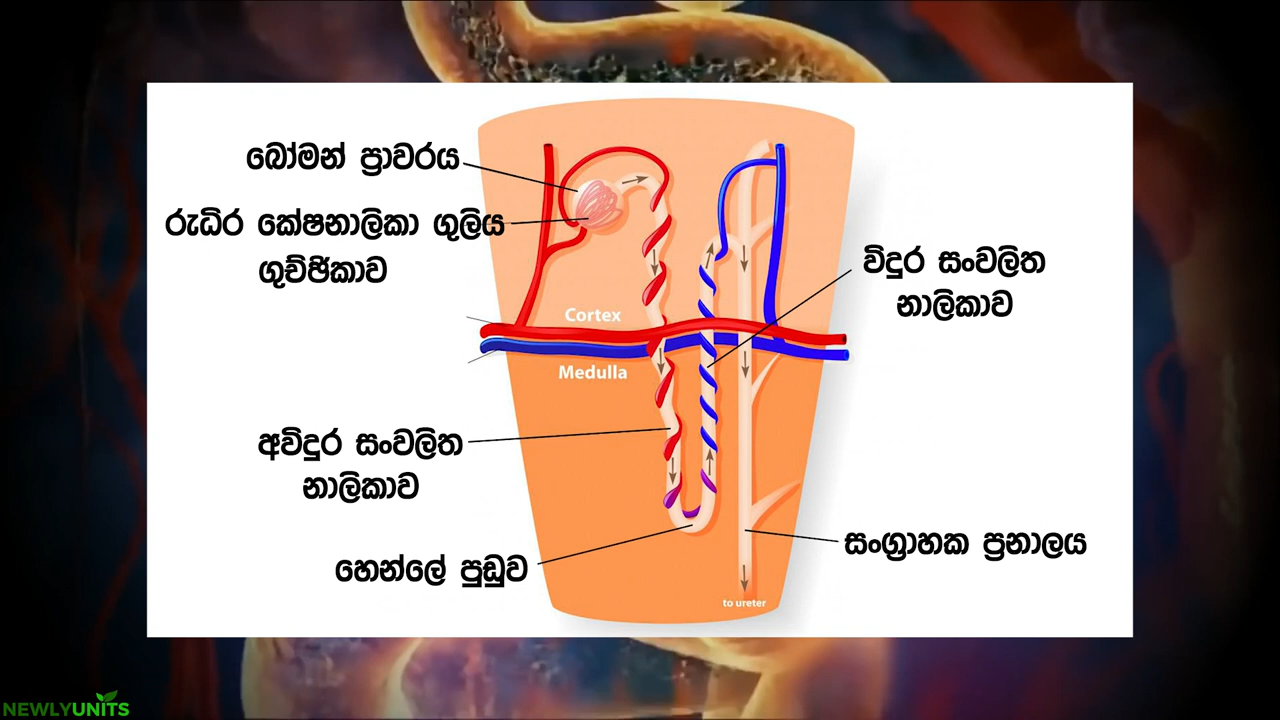 බෝමන් ප්‍රාවරය
රුධිර කේෂනාලිකා ගුලිය
ගුච්ඡිකාව
විදුර සංවලිත
නාලිකාව
Cortex
Medulla
අවිදුර සංවලිත
නාලිකාව
හෙන්ලේ පුඩුව
සංග්‍රාහක ප්‍රනාලය
to ureter
NEWLYUNITS